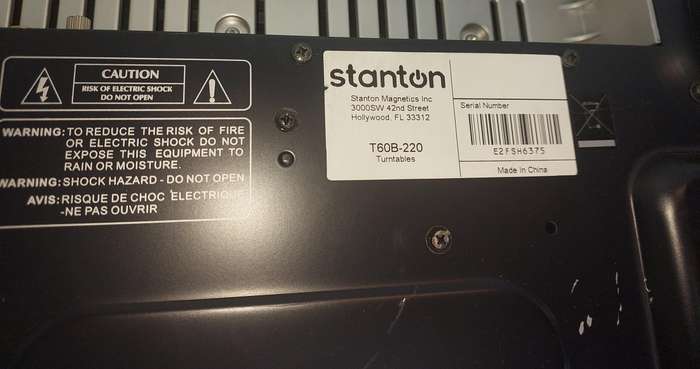 CAUTION
RISK OF ELECTRIC SHOCK
DO NOT OPEN
WARNING: TO REDUCE THE RISK OF FIRE
OR ELECTRIC SHOCK DO NOT
EXPOSE THIS EQUIPMENT TO
RAIN OR MOISTURE.
WARNING: SHOCK HAZARD - DO NOT OPEN
AVIS: RISQUE DE CHOC ELECTRIQUE
-NE PAS OUVRIR
stanton
Stanton Magnetics Inc
3000SW 42nd Street
Hollywood, FL 33312
T60B-220
Turntables
Serial Number
E2FSH6375
Made In China